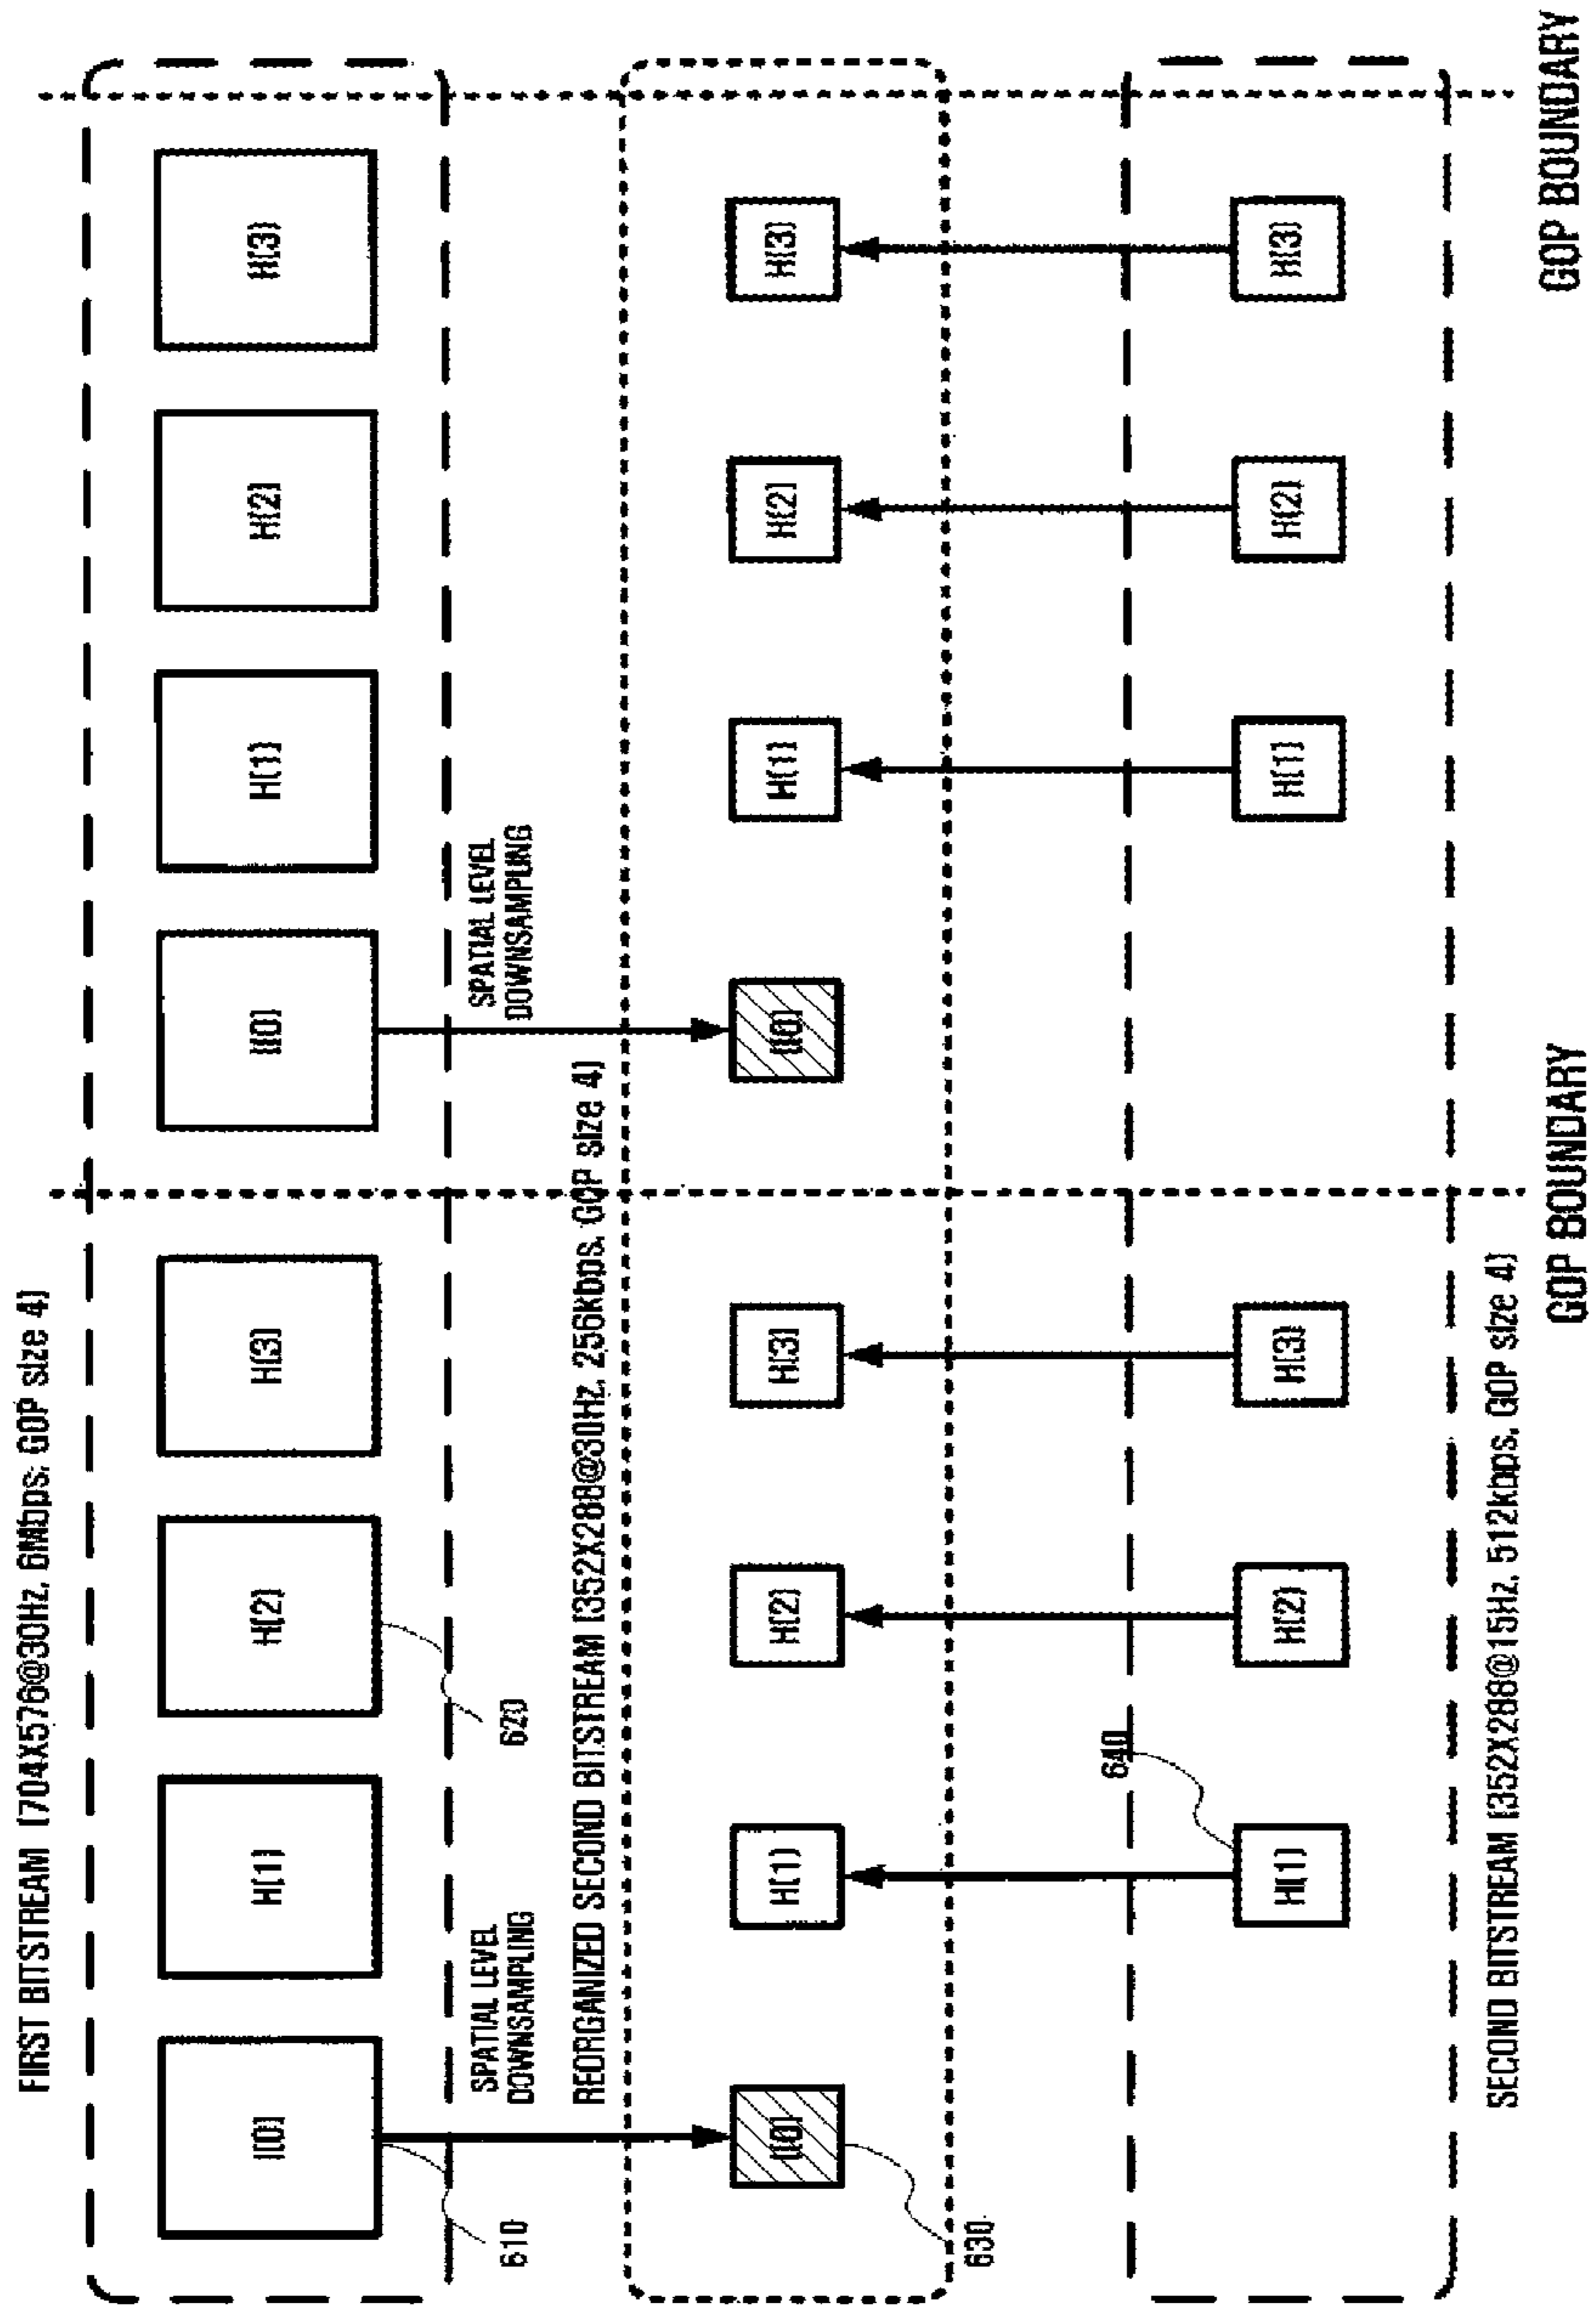 FIRST BITSTREAM (704X576@30Hz, 6Mbps, GOP size 4)
I(0)
H(1)
H(2)
H(3)
I(0)
H(1)
H(2)
H(3)
610
SPATIAL LEVEL
DOWNSAMPLING
620
SPATIAL LEVEL
DOWNSAMPLING
REORGANIZED SECOND BITSTREAM (352X288@30Hz, 256kbps, GOP size 4)
I(0)
H(1)
H(2)
H(3)
I(0)
H(1)
H(2)
H(3)
630
640
H(1)
H(2)
H(3)
H(1)
H(2)
H(3)
SECOND BITSTREAM (352X288@15Hz, 512kbps, GOP size 4)
GOP BOUNDARY
GOP BOUNDARY